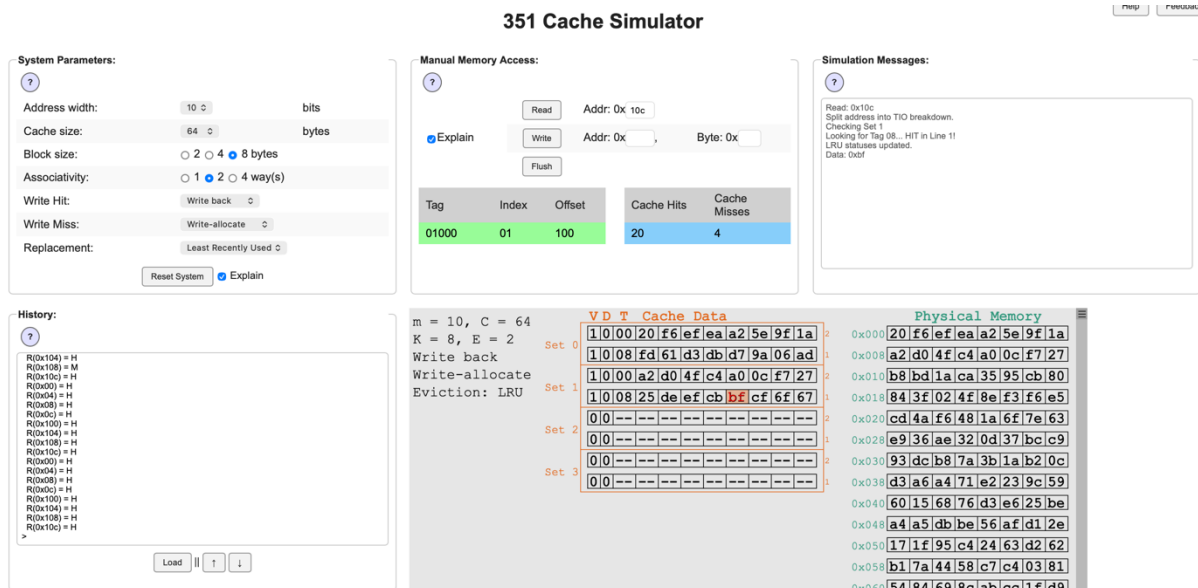 Help Feedbac
351 Cache Simulator
System Parameters:
?
Address width: 10 bits
Cache size: 64 bytes
Block size: 2 4 8 bytes
Associativity: 1 2 4 way(s)
Write Hit: Write back
Write Miss: Write-allocate
Replacement: Least Recently Used
Reset System Explain
Manual Memory Access:
?
Read Addr: 0x 10c
Explain Write Addr: 0x , Byte: 0x
Flush
Tag Index Offset Cache Hits Cache Misses
01000 01 100 20 4
Simulation Messages:
?
Read: 0x10c
Split address into TIO breakdown.
Checking Set 1
Looking for Tag 08... HIT in Line 1!
LRU statuses updated.
Data: 0xbf
History:
?
R(0x104) = H
R(0x108) = M
R(0x10c) = H
R(0x00) = H
R(0x04) = H
R(0x08) = H
R(0x0c) = H
R(0x100) = H
R(0x104) = H
R(0x108) = H
R(0x10c) = H
R(0x00) = H
R(0x04) = H
R(0x08) = H
R(0x0c) = H
R(0x100) = H
R(0x104) = H
R(0x108) = H
R(0x10c) = H
>
Load || ↑ ↓
m = 10, C = 64
K = 8, E = 2
Write back
Write-allocate
Eviction: LRU
V D T Cache Data
Set 0 1 0 00 20 f6 ef ea a2 5e 9f 1a 2
1 0 08 fd 61 d3 db d7 9a 06 ad 1
Set 1 1 0 00 a2 d0 4f c4 a0 0c f7 27 2
1 0 08 25 de ef cb bf cf 6f 67 1
Set 2 0 0 -- -- -- -- -- -- -- -- -- 2
0 0 -- -- -- -- -- -- -- -- -- 1
Set 3 0 0 -- -- -- -- -- -- -- -- -- 2
0 0 -- -- -- -- -- -- -- -- -- 1
Physical Memory
0x000 20 f6 ef ea a2 5e 9f 1a
0x008 a2 d0 4f c4 a0 0c f7 27
0x010 b8 bd 1a ca 35 95 cb 80
0x018 84 3f 02 4f 8e f3 f6 e5
0x020 cd 4a f6 48 1a 6f 7e 63
0x028 e9 36 ae 32 0d 37 bc c9
0x030 93 dc b8 7a 3b 1a b2 0c
0x038 d3 a6 a4 71 e2 23 9c 59
0x040 60 15 68 76 d3 e6 25 be
0x048 a4 a5 db be 56 af d1 2e
0x050 17 1f 95 c4 24 63 d2 62
0x058 b1 7a 44 58 c7 c4 03 81
0x060 54 84 69 8c ab cc 1f d9